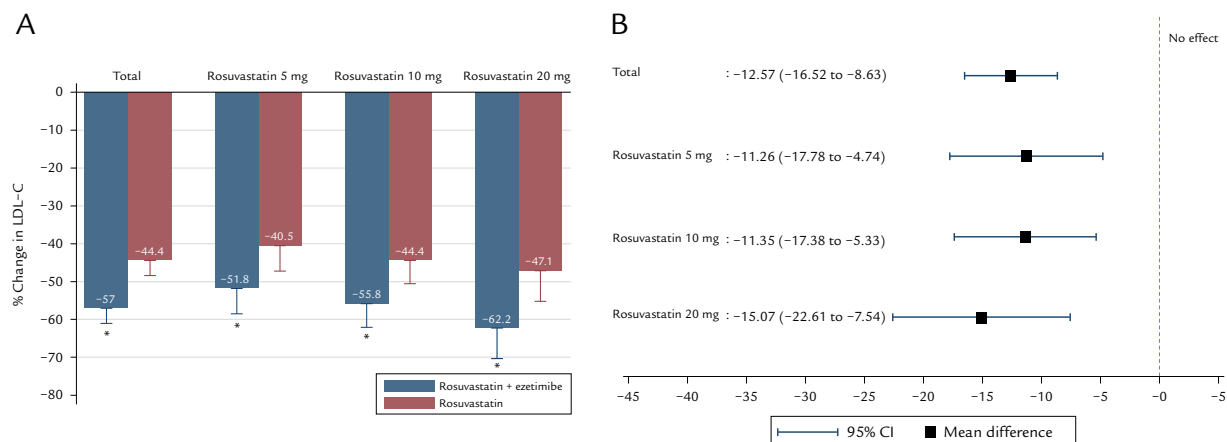 A
Total
Rosuvastatin 5 mg
Rosuvastatin 10 mg
Rosuvastatin 20 mg
% Change in LDL-C
0
−10
−20
−30
−40
−50
−60
−70
−80
−57
−44.4
−51.8
−40.5
−55.8
−44.4
−62.2
−47.1
*
*
*
*
Rosuvastatin + ezetimibe
Rosuvastatin
B
No effect
Total : −12.57 (−16.52 to −8.63)
Rosuvastatin 5 mg : −11.26 (−17.78 to −4.74)
Rosuvastatin 10 mg : −11.35 (−17.38 to −5.33)
Rosuvastatin 20 mg : −15.07 (−22.61 to −7.54)
−45 −40 −35 −30 −25 −20 −15 −10 −5 −0 −5
95% CI Mean difference